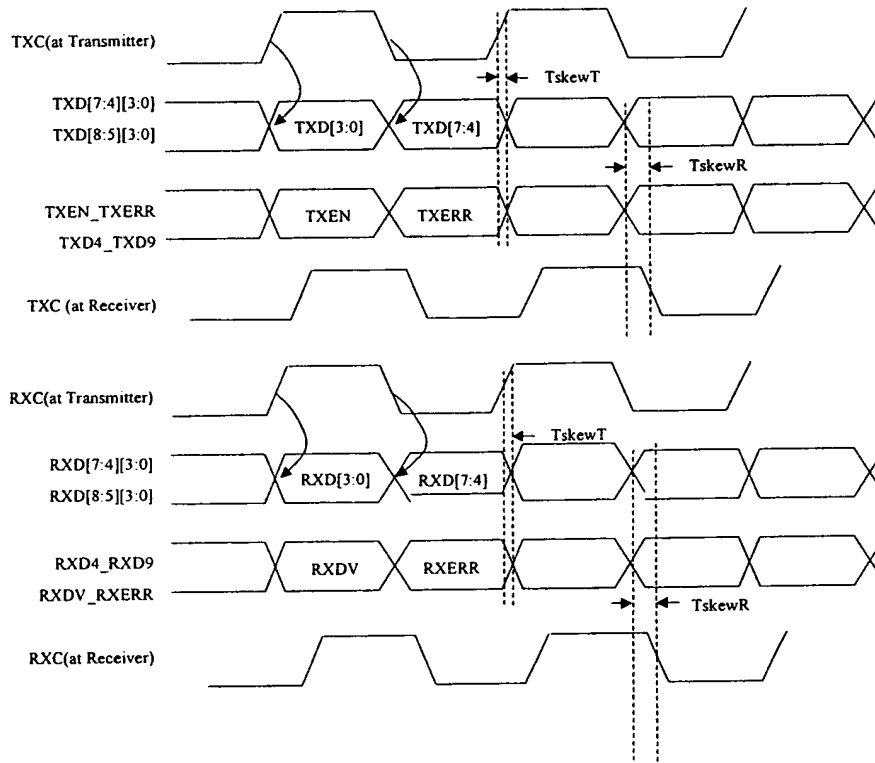 TXC(at Transmitter)
TskewT
TXD[7:4][3:0]
TXD[8:5][3:0]
TXD[3:0]
TXD[7:4]
TskewR
TXEN_TXERR
TXD4_TXD9
TXEN
TXERR
TXC (at Receiver)
RXC(at Transmitter)
TskewT
RXD[7:4][3:0]
RXD[8:5][3:0]
RXD[3:0]
RXD[7:4]
RXD4_RXD9
RXDV_RXERR
RXDV
RXERR
TskewR
RXC(at Receiver)